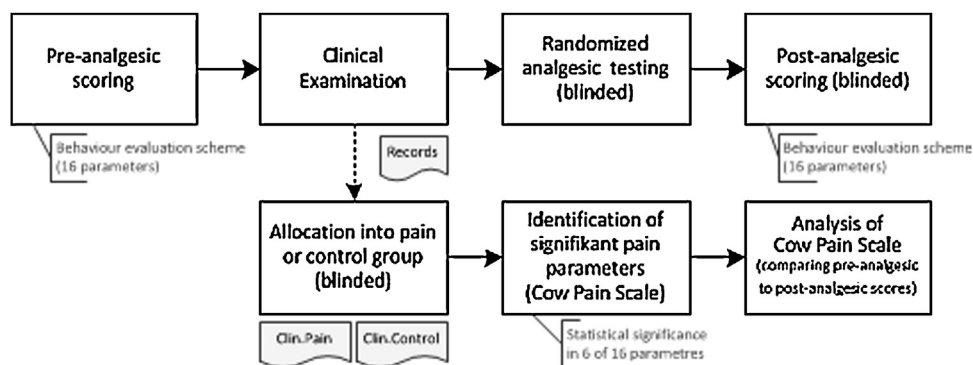 Pre-analgesic
scoring
Clinical
Examination
Randomized
analgesic testing
(blinded)
Post-analgesic
scoring (blinded)
Behaviour evaluation scheme
(16 parameters)
Records
Behaviour evaluation scheme
(16 parameters)
Allocation into pain
or control group
(blinded)
Identification of
signifikant pain
parameters
(Cow Pain Scale)
Analysis of
Cow Pain Scale
(comparing pre-analgesic
to post-analgesic scores)
Clin.Pain
Clin.Control
Statistical significance
in 6 of 16 parametres